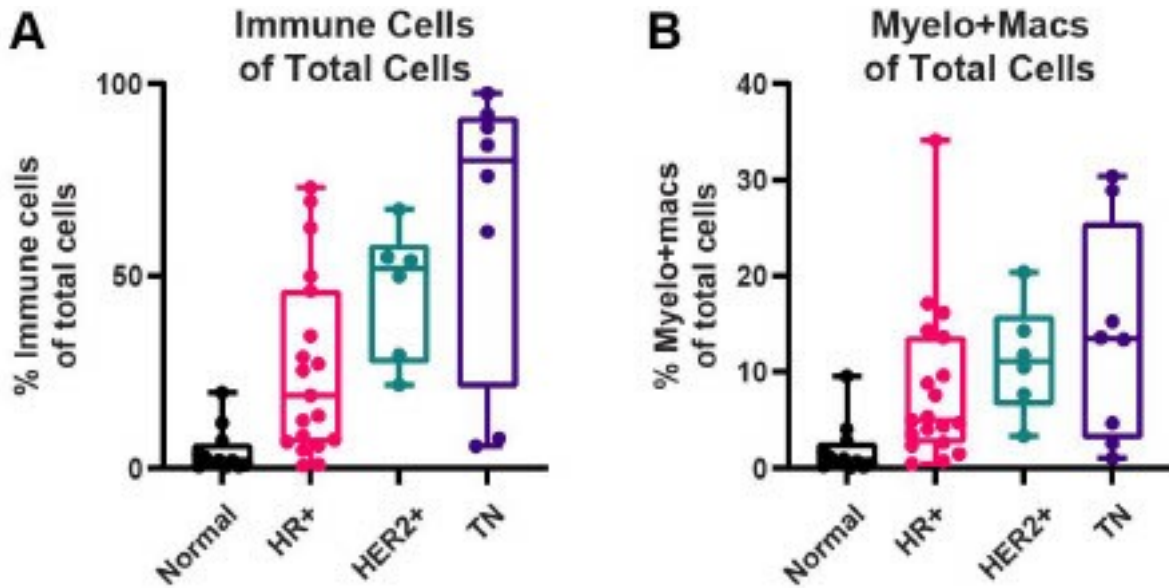 A
Immune Cells
of Total Cells
% Immune cells
of total cells
100
50
0
Normal
HR+
HER2+
TN
B
Myelo+Macs
of Total Cells
% Myelo+macs
of total cells
40
30
20
10
0
Normal
HR+
HER2+
TN